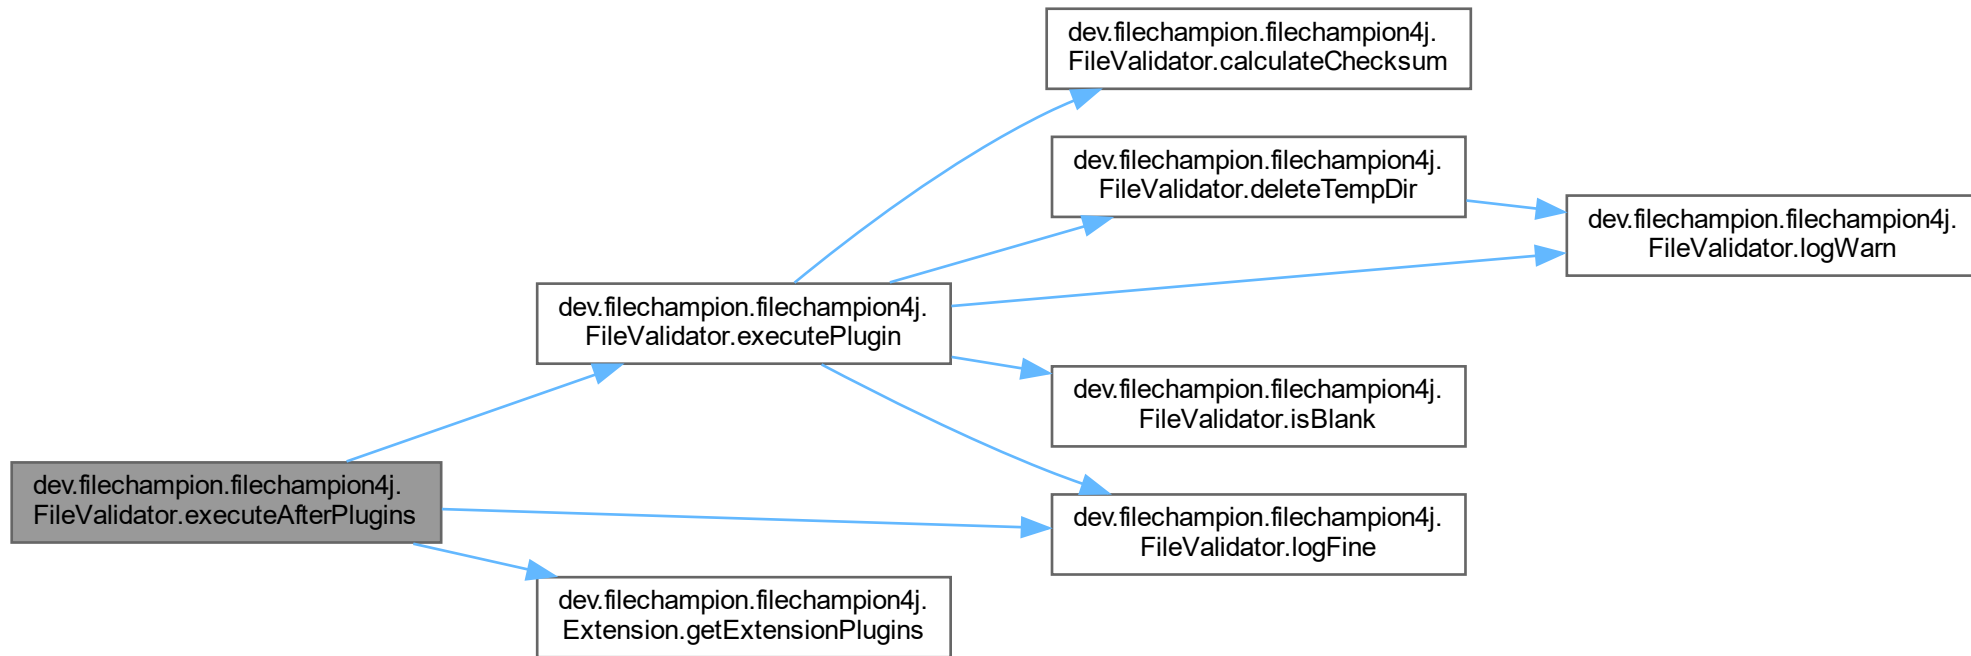 dev.filechampion.filechampion4j.
FileValidator.calculateChecksum
dev.filechampion.filechampion4j.
FileValidator.deleteTempDir
dev.filechampion.filechampion4j.
FileValidator.logWarn
dev.filechampion.filechampion4j.
FileValidator.executePlugin
dev.filechampion.filechampion4j.
FileValidator.isBlank
dev.filechampion.filechampion4j.
FileValidator.executeAfterPlugins
dev.filechampion.filechampion4j.
FileValidator.logFine
dev.filechampion.filechampion4j.
Extension.getExtensionPlugins